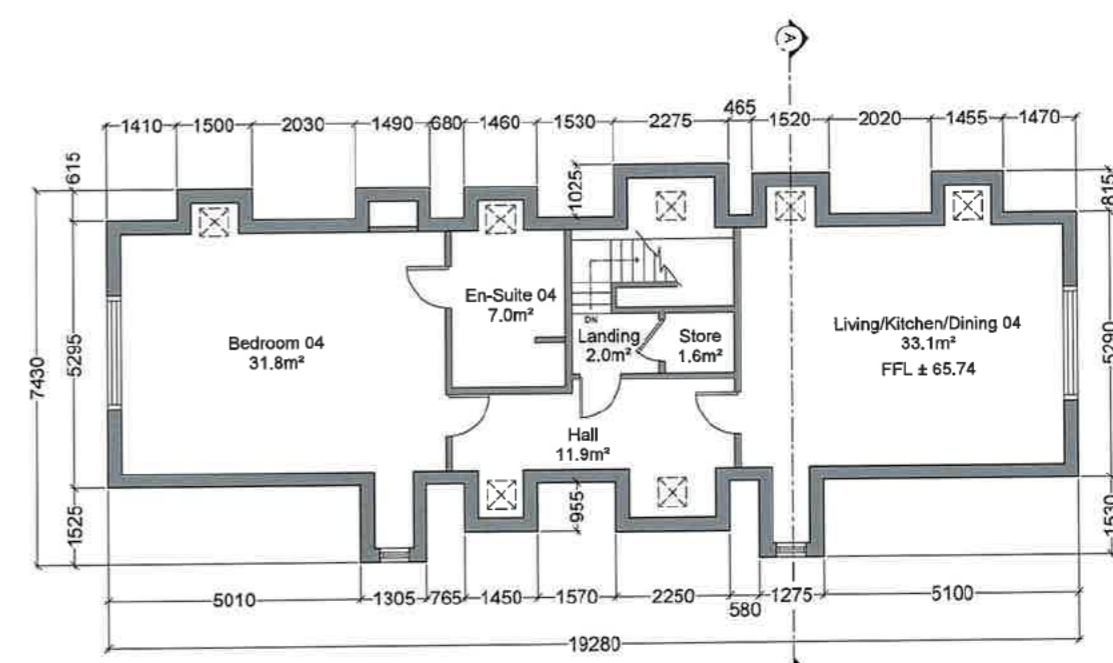 A
465
1410 1500 2030 1490 680 1460 1530 2275 1520 2020 1455 1470
615
1025
815
7430
5295
5290
En-Suite 04
7.0m²
DN
Landing
2.0m²
Store
1.6m²
Bedroom 04
31.8m²
Living/Kitchen/Dining 04
33.1m²
FFL ± 65.74
Hall
11.9m²
955
1525
1530
5010 1305 765 1450 1570 2250 580 1275 5100
19280